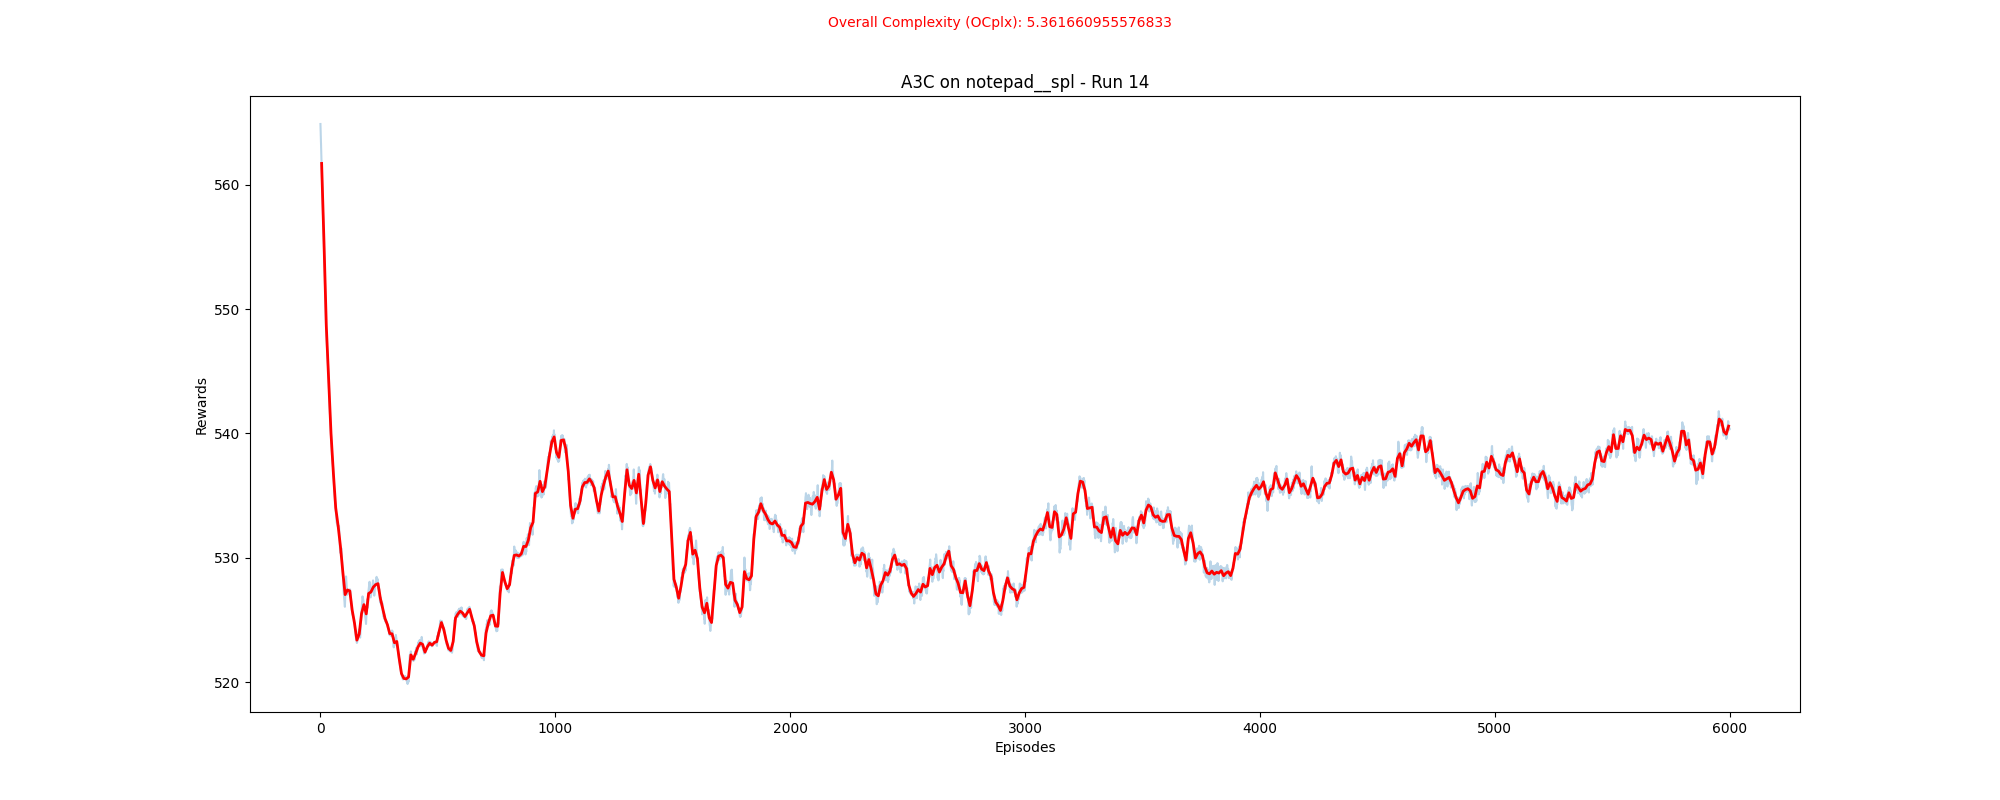 Overall Complexity (OCplx): 5.361660955576833
A3C on notepad__spl - Run 14
560
550
540
530
520
Rewards
0 1000 2000 3000 4000 5000 6000
Episodes